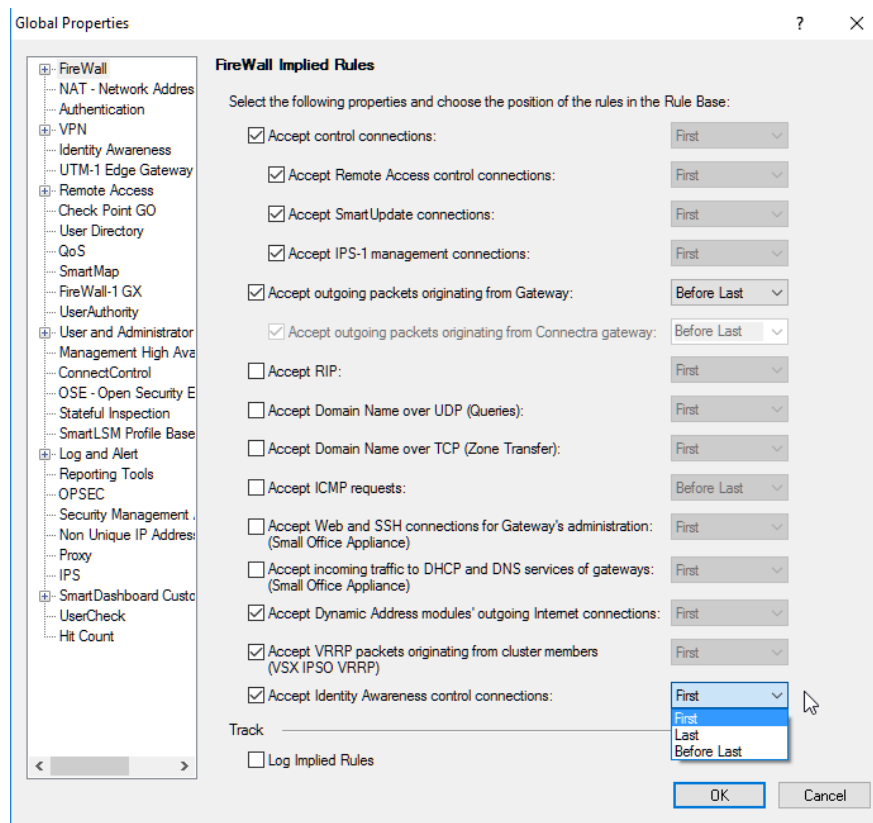 Global Properties
?
FireWall
NAT - Network Addres
Authentication
VPN
Identity Awareness
UTM-1 Edge Gateway
Remote Access
Check Point GO
User Directory
QoS
SmartMap
FireWall-1 GX
UserAuthority
User and Administrator
Management High Ava
ConnectControl
OSE - Open Security E
Stateful Inspection
SmartLSM Profile Base
Log and Alert
Reporting Tools
OPSEC
Security Management
Non Unique IP Address
Proxy
IPS
SmartDashboard Custo
UserCheck
Hit Count
FireWall Implied Rules
Select the following properties and choose the position of the rules in the Rule Base:
Accept control connections: First
Accept Remote Access control connections: First
Accept SmartUpdate connections: First
Accept IPS-1 management connections: First
Accept outgoing packets originating from Gateway: Before Last
Accept outgoing packets originating from Connectra gateway: Before Last
Accept RIP: First
Accept Domain Name over UDP (Queries): First
Accept Domain Name over TCP (Zone Transfer): First
Accept ICMP requests: Before Last
Accept Web and SSH connections for Gateway's administration: First
(Small Office Appliance)
Accept incoming traffic to DHCP and DNS services of gateways: First
(Small Office Appliance)
Accept Dynamic Address modules' outgoing Internet connections: First
Accept VRRP packets originating from cluster members First
(VSX IPSO VRRP)
Accept Identity Awareness control connections: First
First
Last
Before Last
Track
Log Implied Rules
OK
Cancel